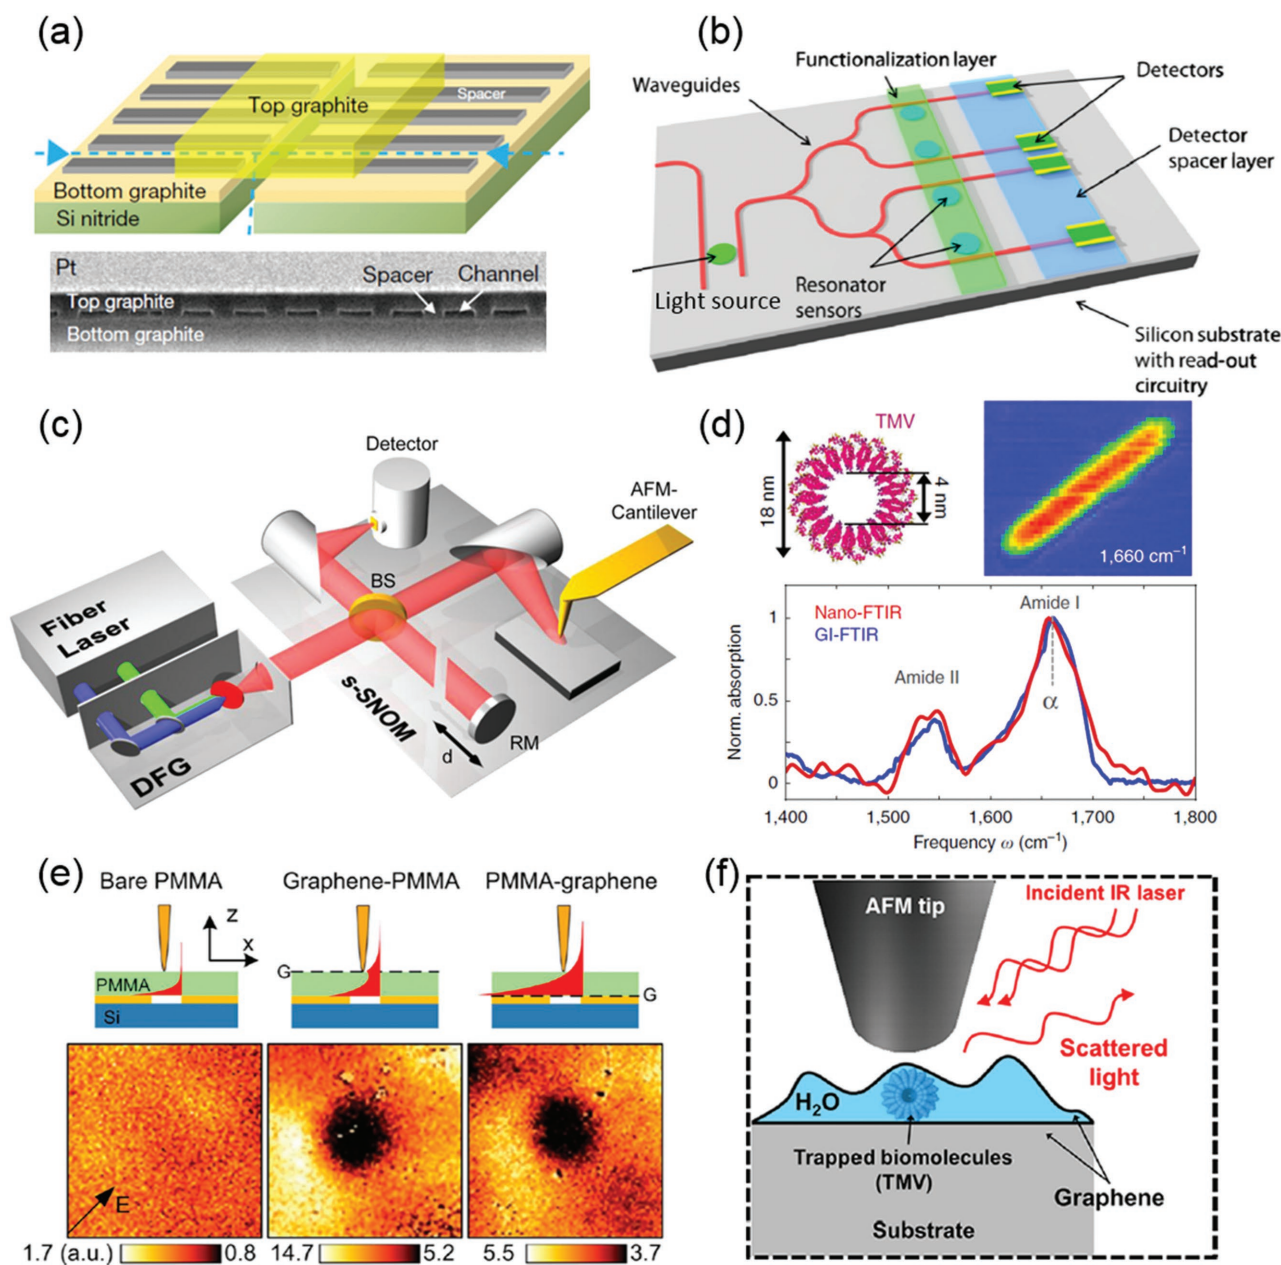 (a)
Top graphite
Spacer
Bottom graphite
Si nitride
Pt
Spacer
Channel
Top graphite
Bottom graphite
(b)
Functionalization layer
Waveguides
Detectors
Detector
spacer layer
Light source
Resonator
sensors
Silicon substrate
with read-out
circuitry
(c)
Detector
AFM-
Cantilever
BS
Fiber
Laser
s-SNOM
RM
d
DFG
(d)
TMV
18 nm
4 nm
1,660 cm⁻¹
Nano-FTIR
GI-FTIR
Amide I
Amide II
α
Norm. absorption
1
0.5
0
1,400
1,500
1,600
1,700
1,800
Frequency ω (cm⁻¹)
(e)
Bare PMMA
Graphene-PMMA
PMMA-graphene
z
x
G
PMMA
G
Si
E
1.7 (a.u.)
0.8
14.7
5.2
5.5
3.7
(f)
AFM tip
Incident IR laser
Scattered
light
H₂O
Trapped biomolecules
(TMV)
Graphene
Substrate